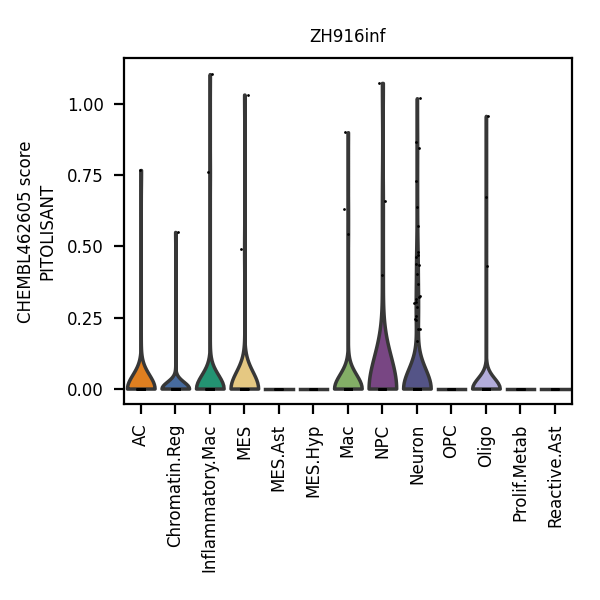 ZH916inf
CHEMBL462605 score
PITOLISANT
1.00
0.75
0.50
0.25
0.00
AC
Chromatin.Reg
Inflammatory.Mac
MES
MES.Ast
MES.Hyp
Mac
NPC
Neuron
OPC
Oligo
Prolif.Metab
Reactive.Ast